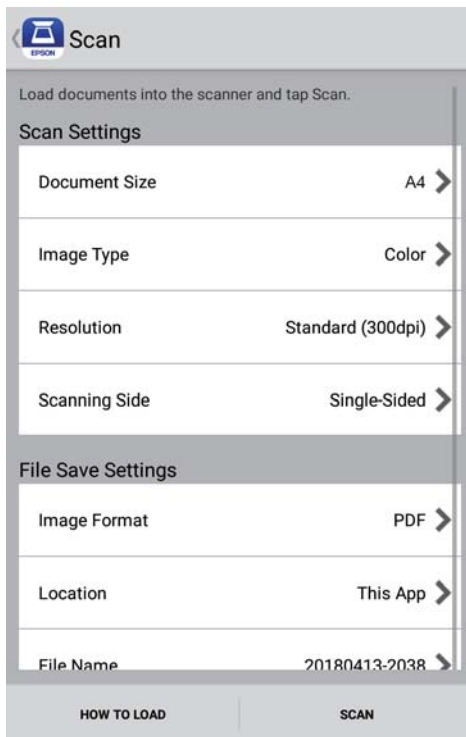 EPSON
Scan
Load documents into the scanner and tap Scan.
Scan Settings
Document Size A4
Image Type Color
Resolution Standard (300dpi)
Scanning Side Single-Sided
File Save Settings
Image Format PDF
Location This App
File Name 20180413-2038
HOW TO LOAD SCAN